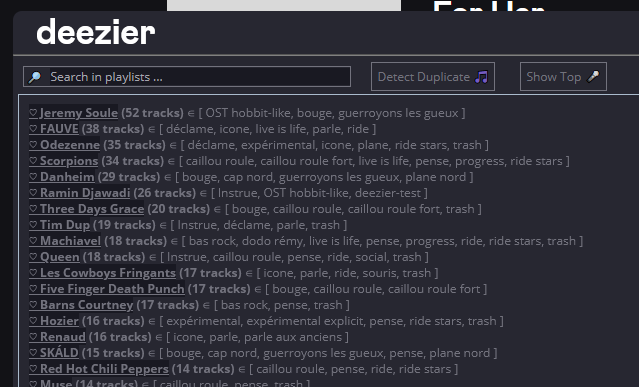 For Her
deezier
Search in playlists ...
Detect Duplicate
Show Top
♡ Jeremy Soule (52 tracks) ∈ [ OST hobbit-like, bouge, guerroyons les gueux ]
♡ FAUVE (38 tracks) ∈ [ déclame, icone, live is life, parle, ride ]
♡ Odezenne (35 tracks) ∈ [ déclame, expérimental, icone, plane, ride stars, trash ]
♡ Scorpions (34 tracks) ∈ [ caillou roule, caillou roule fort, live is life, pense, progress, ride stars ]
♡ Danheim (29 tracks) ∈ [ bouge, cap nord, guerroyons les gueux, plane nord ]
♡ Ramin Djawadi (26 tracks) ∈ [ Instrue, OST hobbit-like, deezier-test ]
♡ Three Days Grace (20 tracks) ∈ [ bouge, caillou roule, caillou roule fort, trash ]
♡ Tim Dup (19 tracks) ∈ [ Instrue, déclame, parle, trash ]
♡ Machiavel (18 tracks) ∈ [ bas rock, dodo rémy, live is life, pense, progress, ride, ride stars, trash ]
♡ Queen (18 tracks) ∈ [ Instrue, caillou roule, pense, ride, social, trash ]
♡ Les Cowboys Fringants (17 tracks) ∈ [ icone, parle, ride, souris, trash ]
♡ Five Finger Death Punch (17 tracks) ∈ [ bouge, caillou roule, caillou roule fort ]
♡ Barns Courtney (17 tracks) ∈ [ bas rock, pense, trash ]
♡ Hozier (16 tracks) ∈ [ expérimental, expérimental explicit, pense, ride stars, trash ]
♡ Renaud (16 tracks) ∈ [ icone, parle, parle aux anciens ]
♡ SKÁLD (15 tracks) ∈ [ bouge, cap nord, guerroyons les gueux, pense, plane nord ]
♡ Red Hot Chili Peppers (14 tracks) ∈ [ caillou roule, pense, ride, ride stars ]
♡ Muse (14 tracks) ∈ [ caillou roule, pense, trash ]